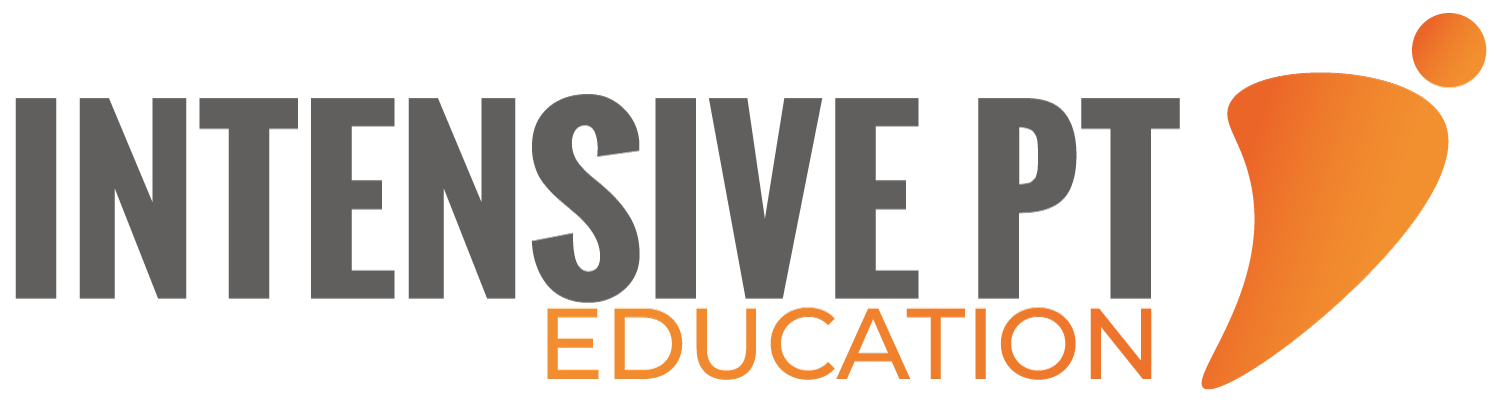 INTENSIVE PT
EDUCATION